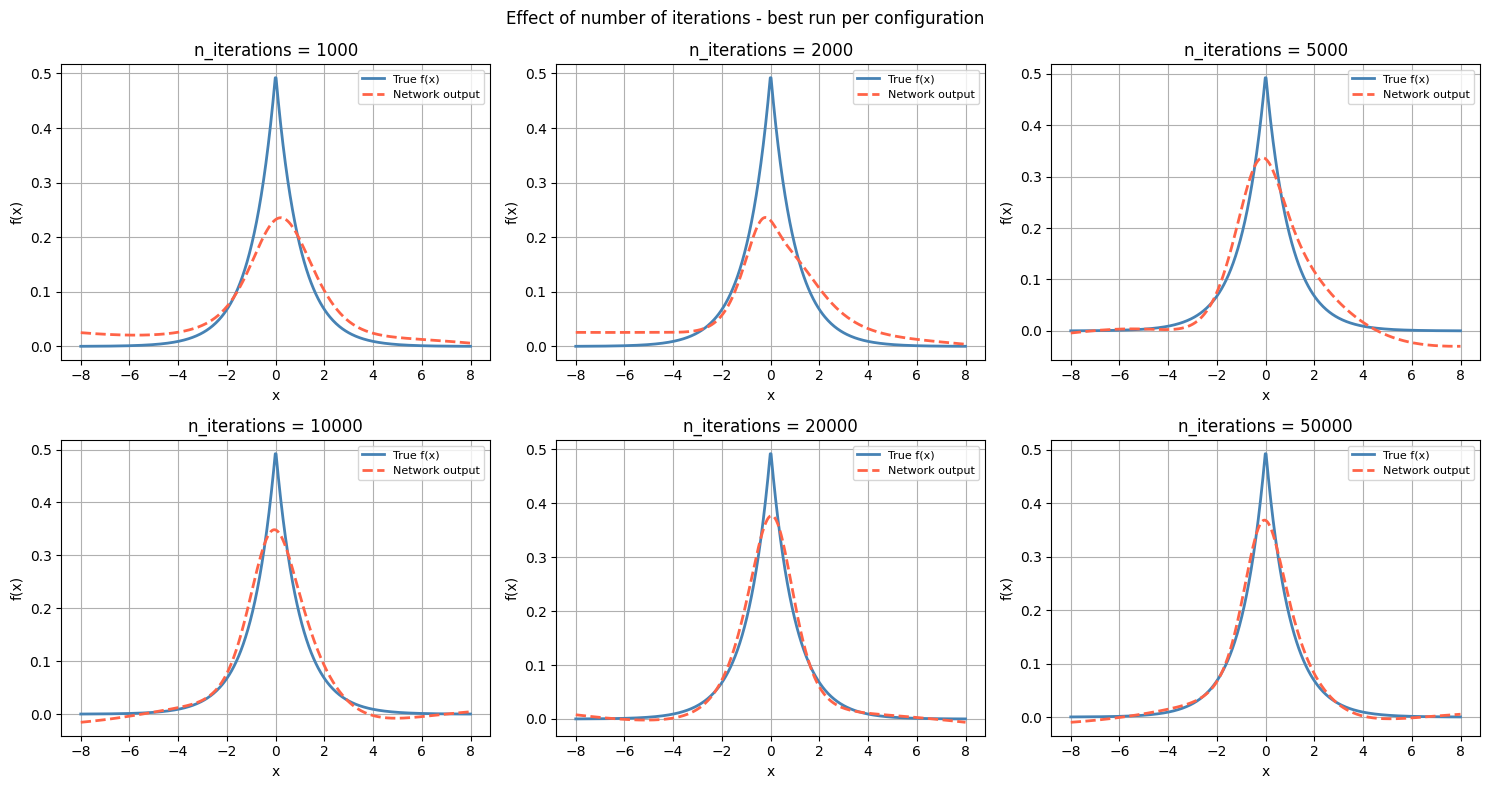 Effect of number of iterations - best run per configuration
n_iterations = 1000
True f(x)
Network output
0.5
0.4
0.3
0.2
0.1
0.0
f(x)
−8 −6 −4 −2 0 2 4 6 8
x
n_iterations = 2000
True f(x)
Network output
0.5
0.4
0.3
0.2
0.1
0.0
f(x)
−8 −6 −4 −2 0 2 4 6 8
x
n_iterations = 5000
True f(x)
Network output
0.5
0.4
0.3
0.2
0.1
0.0
f(x)
−8 −6 −4 −2 0 2 4 6 8
x
n_iterations = 10000
True f(x)
Network output
0.5
0.4
0.3
0.2
0.1
0.0
f(x)
−8 −6 −4 −2 0 2 4 6 8
x
n_iterations = 20000
True f(x)
Network output
0.5
0.4
0.3
0.2
0.1
0.0
f(x)
−8 −6 −4 −2 0 2 4 6 8
x
n_iterations = 50000
True f(x)
Network output
0.5
0.4
0.3
0.2
0.1
0.0
f(x)
−8 −6 −4 −2 0 2 4 6 8
x